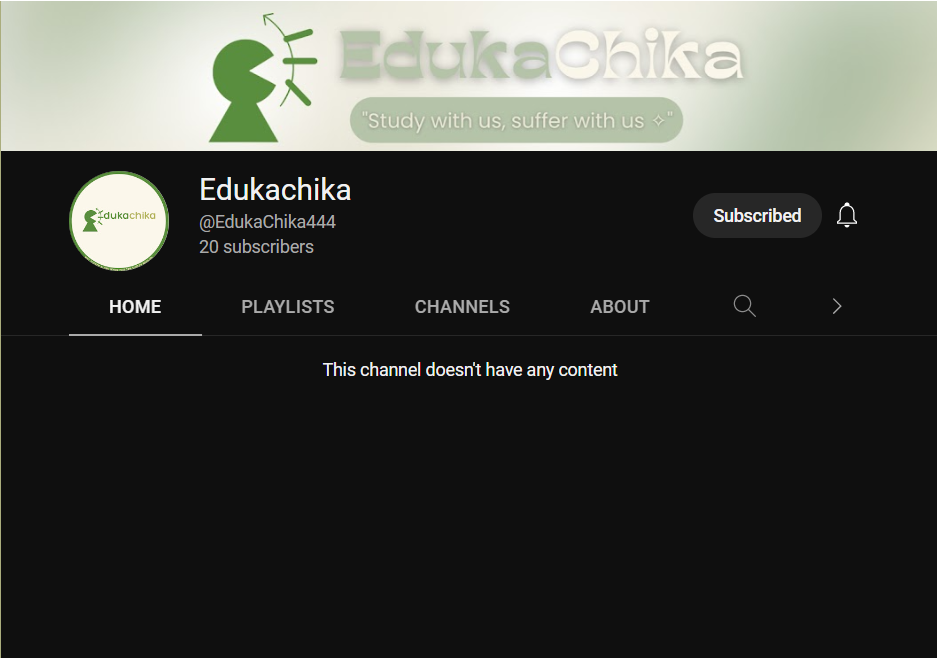 EdukaChika
"Study with us, suffer with us ✧"
Edukachika
Edukachika
@EdukaChika444
20 subscribers
Subscribed
HOME PLAYLISTS CHANNELS ABOUT
This channel doesn't have any content